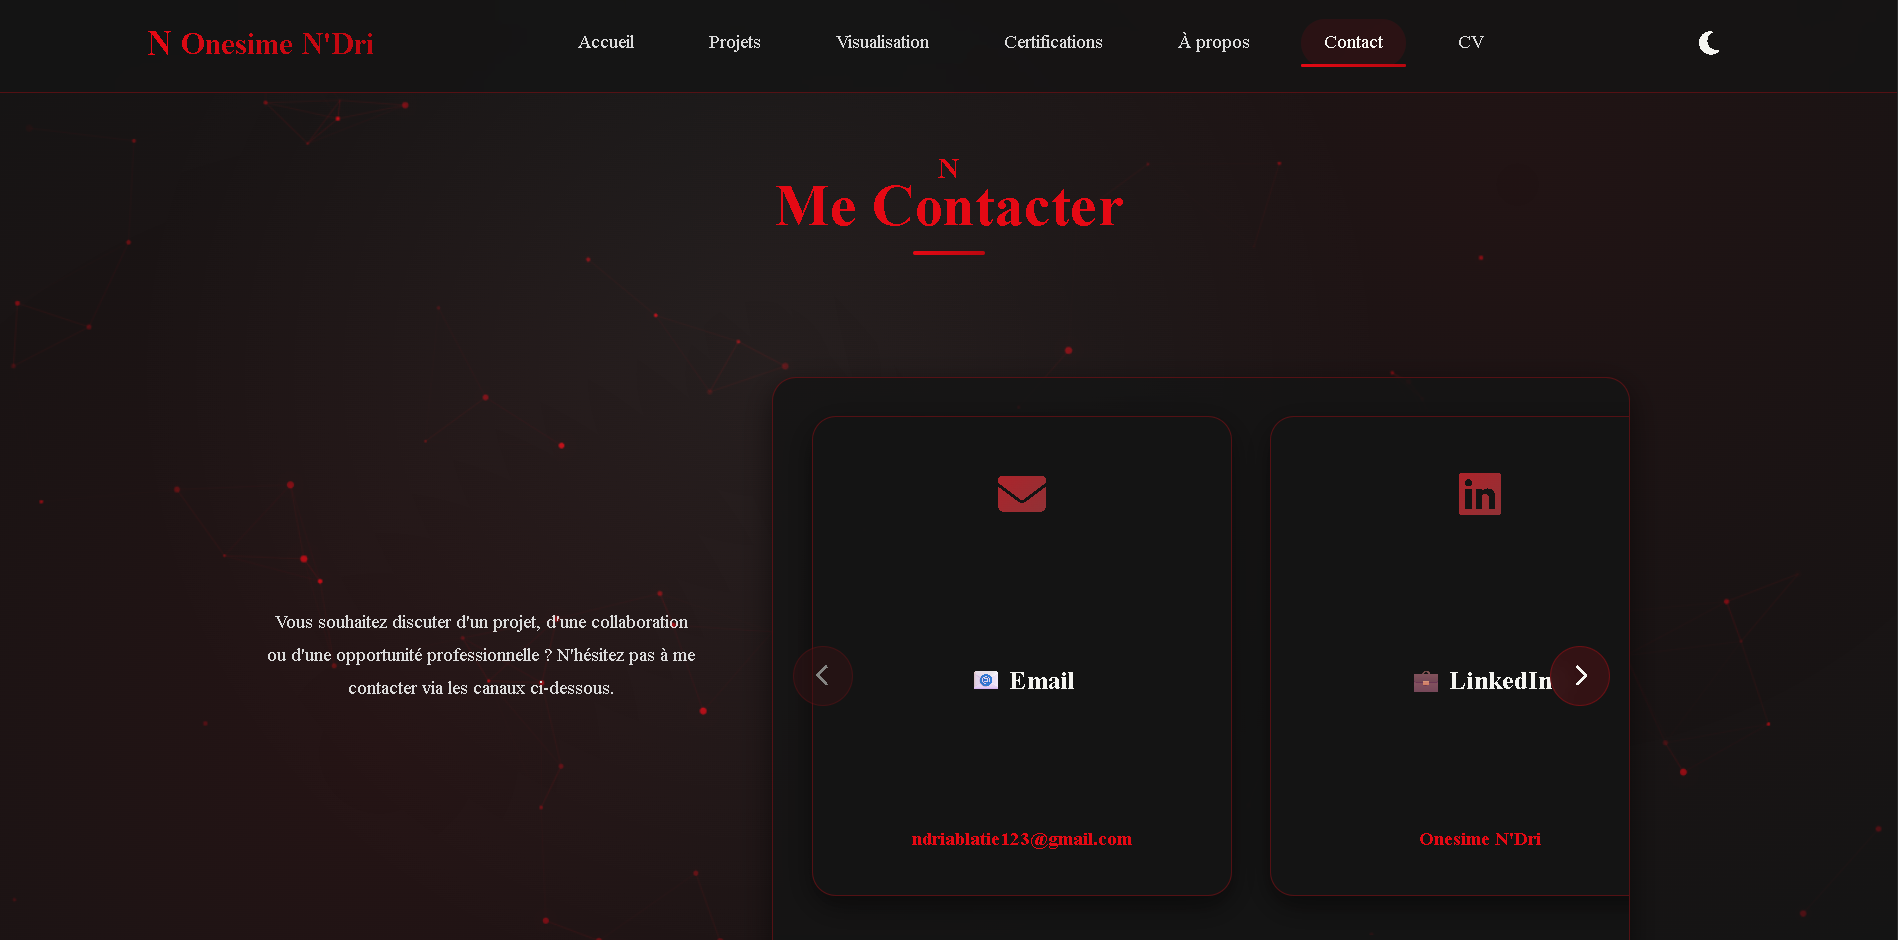 N Onesime N'Dri
Accueil
Projets
Visualisation
Certifications
À propos
Contact
CV
N
Me Contacter
Vous souhaitez discuter d'un projet, d'une collaboration
ou d'une opportunité professionnelle ? N'hésitez pas à me
contacter via les canaux ci-dessous.
Email
ndriablatie123@gmail.com
LinkedIn
Onesime N'Dri